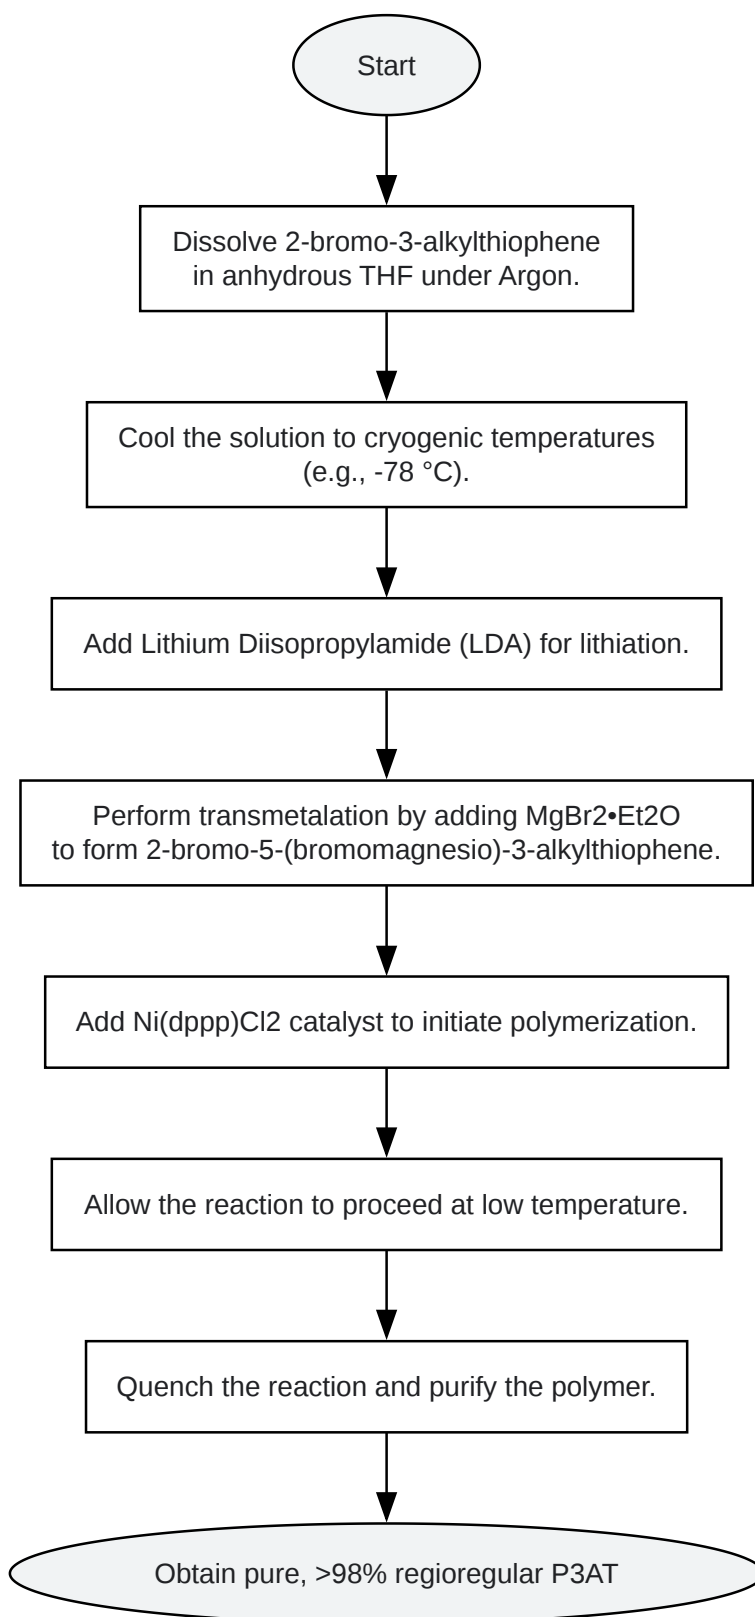 Start
Dissolve 2-bromo-3-alkylthiophene
in anhydrous THF under Argon.
Cool the solution to cryogenic temperatures
(e.g., -78 °C).
Add Lithium Diisopropylamide (LDA) for lithiation.
Perform transmetalation by adding MgBr2•Et2O
to form 2-bromo-5-(bromomagnesio)-3-alkylthiophene.
Add Ni(dppp)Cl2 catalyst to initiate polymerization.
Allow the reaction to proceed at low temperature.
Quench the reaction and purify the polymer.
Obtain pure, >98% regioregular P3AT